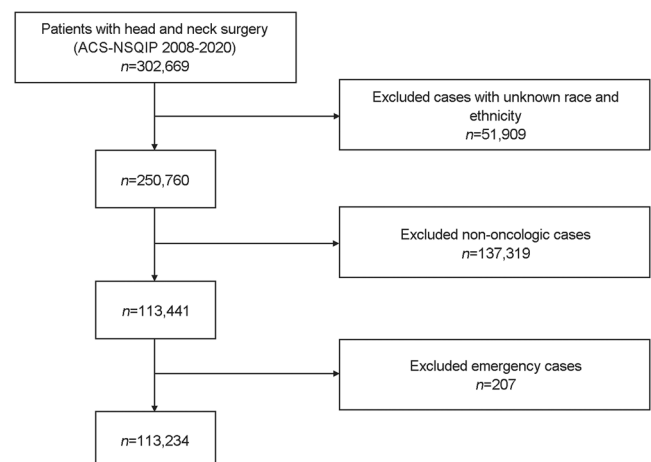 Patients with head and neck surgery
(ACS-NSQIP 2008-2020)
n=302,669
Excluded cases with unknown race and
ethnicity
n=51,909
n=250,760
Excluded non-oncologic cases
n=137,319
n=113,441
Excluded emergency cases
n=207
n=113,234